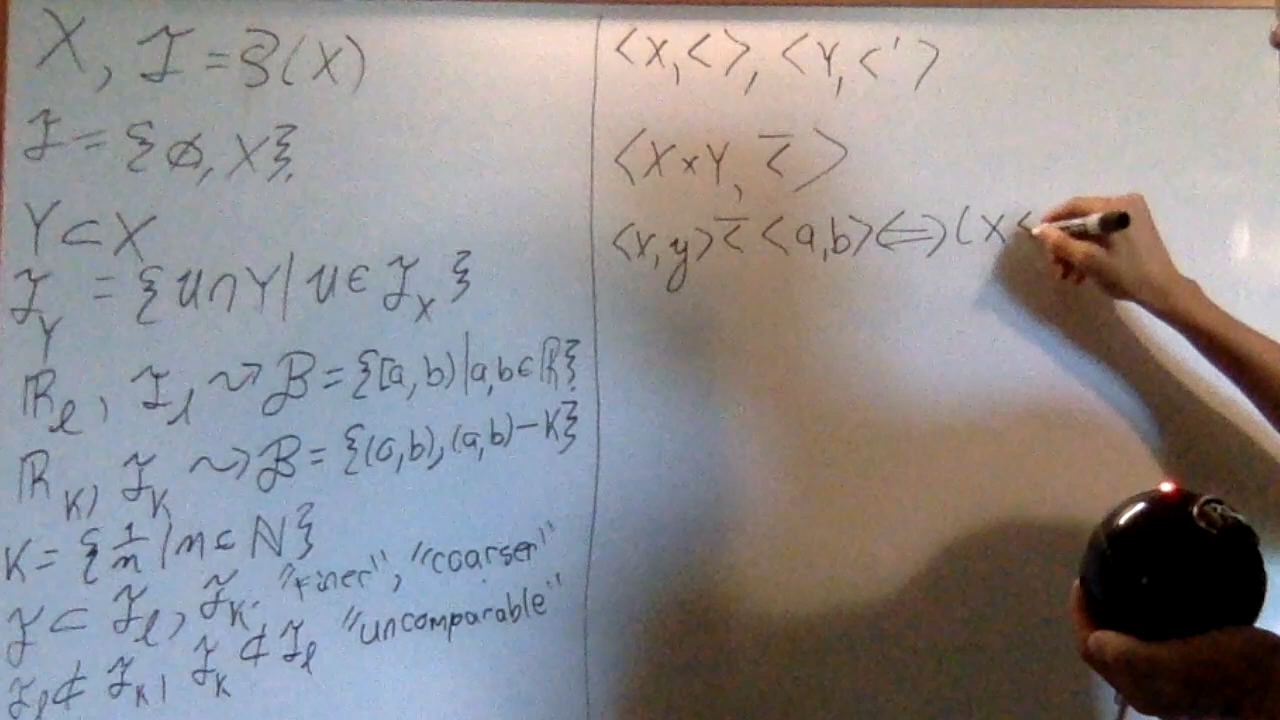 X, 𝒯 = 𝒫(X)
𝒯 = {∅, X}.
Y ⊂ X
𝒯_Y = {U ∩ Y | U ∈ 𝒯_X}
ℝ_ℓ, 𝒯_ℓ ⤳ ℬ = {[a, b) | a, b ∈ ℝ}
ℝ_K, 𝒯_K ⤳ ℬ = {(a, b), (a, b) − K}
K = {1/n | n ∈ ℕ}
𝒯 ⊂ 𝒯_ℓ, 𝒯_K. "finer", "coarser"
𝒯_ℓ ⊄ 𝒯_K, 𝒯_K ⊄ 𝒯_ℓ "uncomparable"
<X, <>, <Y, <'>
<X × Y, <̅>
<x, y> <̅ <a, b> ⟺ (x <